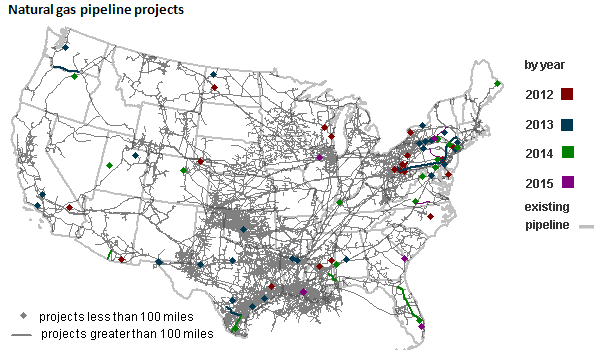 Natural gas pipeline projects
by year
2012
2013
2014
2015
existing
pipeline
projects less than 100 miles
projects greater than 100 miles